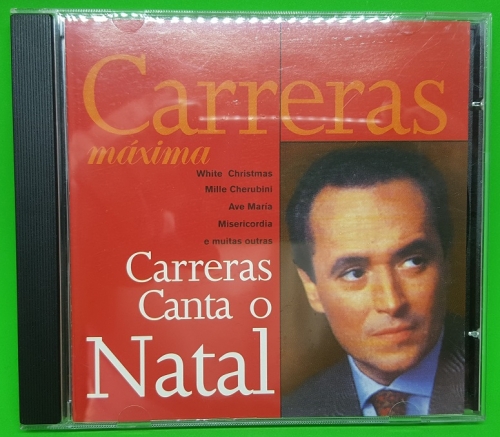 Carreras
máxima
White Christmas
Mille Cherubini
Ave Maria
Misericordia
e muitas outras
Carreras
Canta o
Natal